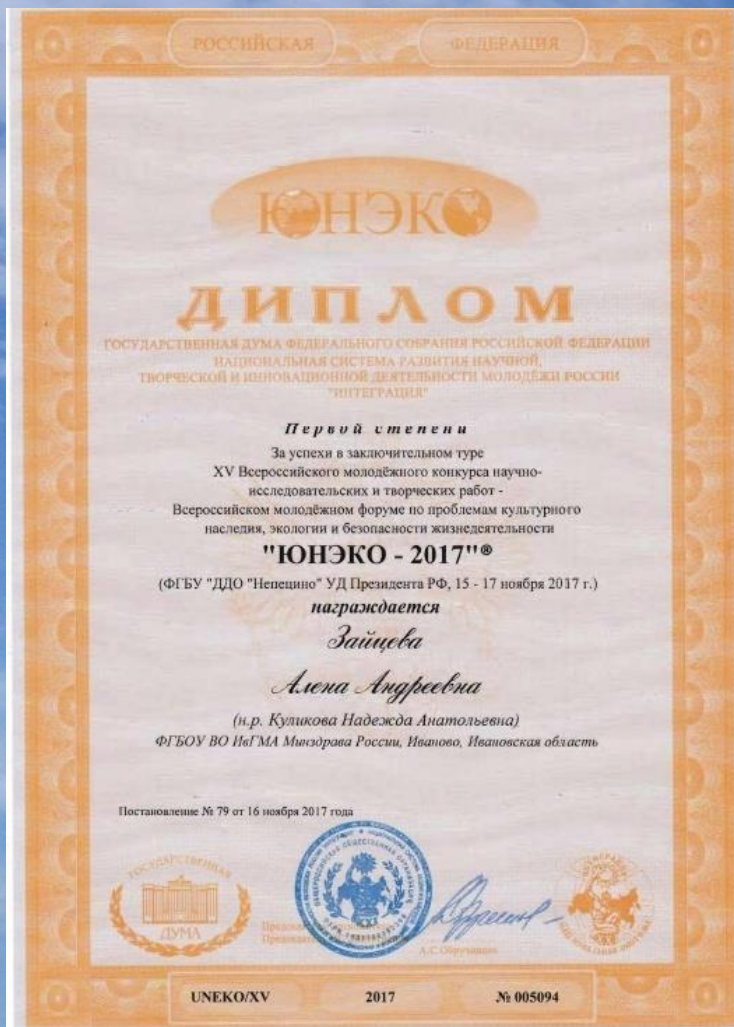 РОССИЙСКАЯ ФЕДЕРАЦИЯ
ЮНЭКО
ДИПЛОМ
ГОСУДАРСТВЕННАЯ ДУМА ФЕДЕРАЛЬНОГО СОБРАНИЯ РОССИЙСКОЙ ФЕДЕРАЦИИ
НАЦИОНАЛЬНАЯ СИСТЕМА РАЗВИТИЯ НАУЧНОЙ,
ТВОРЧЕСКОЙ И ИННОВАЦИОННОЙ ДЕЯТЕЛЬНОСТИ МОЛОДЁЖИ РОССИИ
"ИНТЕГРАЦИЯ"
Первой степени
За успехи в заключительном туре
XV Всероссийского молодёжного конкурса научно-
исследовательских и творческих работ -
Всероссийском молодёжном форуме по проблемам культурного
наследия, экологии и безопасности жизнедеятельности
"ЮНЭКО - 2017"®
(ФГБУ "ДДО "Непецино" УД Президента РФ, 15 - 17 ноября 2017 г.)
награждается
Зайцева
Алена Андреевна
(н.р. Куликова Надежда Анатольевна)
ФГБОУ ВО ИвГМА Минздрава России, Иваново, Ивановская область
Постановление № 79 от 16 ноября 2017 года
ГОСУДАРСТВЕННАЯ
ДУМА
XXI
А.С.Обручников
XXI
UNEKO/XV 2017 № 005094